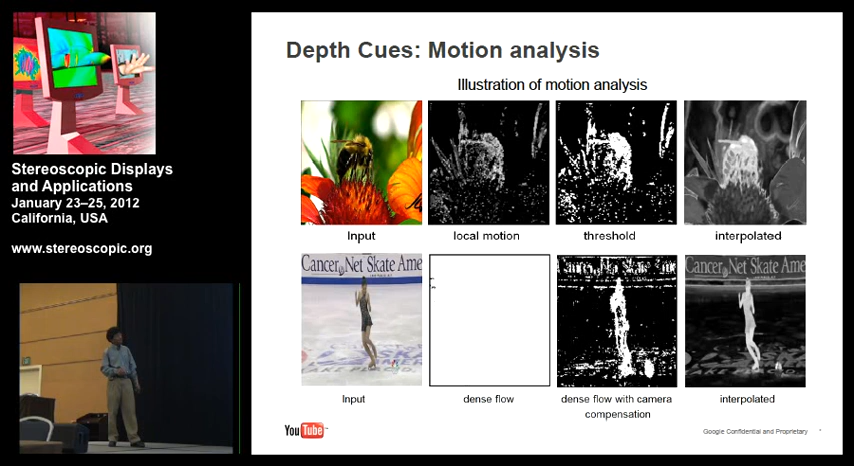 Stereoscopic Displays
and Applications
January 23–25, 2012
California, USA
www.stereoscopic.org
Depth Cues: Motion analysis
Illustration of motion analysis
Input
local motion
threshold
interpolated
Cancer Net Skate Ame
Cancer Net Skate Ame
Input
dense flow
dense flow with camera
compensation
interpolated
YouTube
Google Confidential and Proprietary